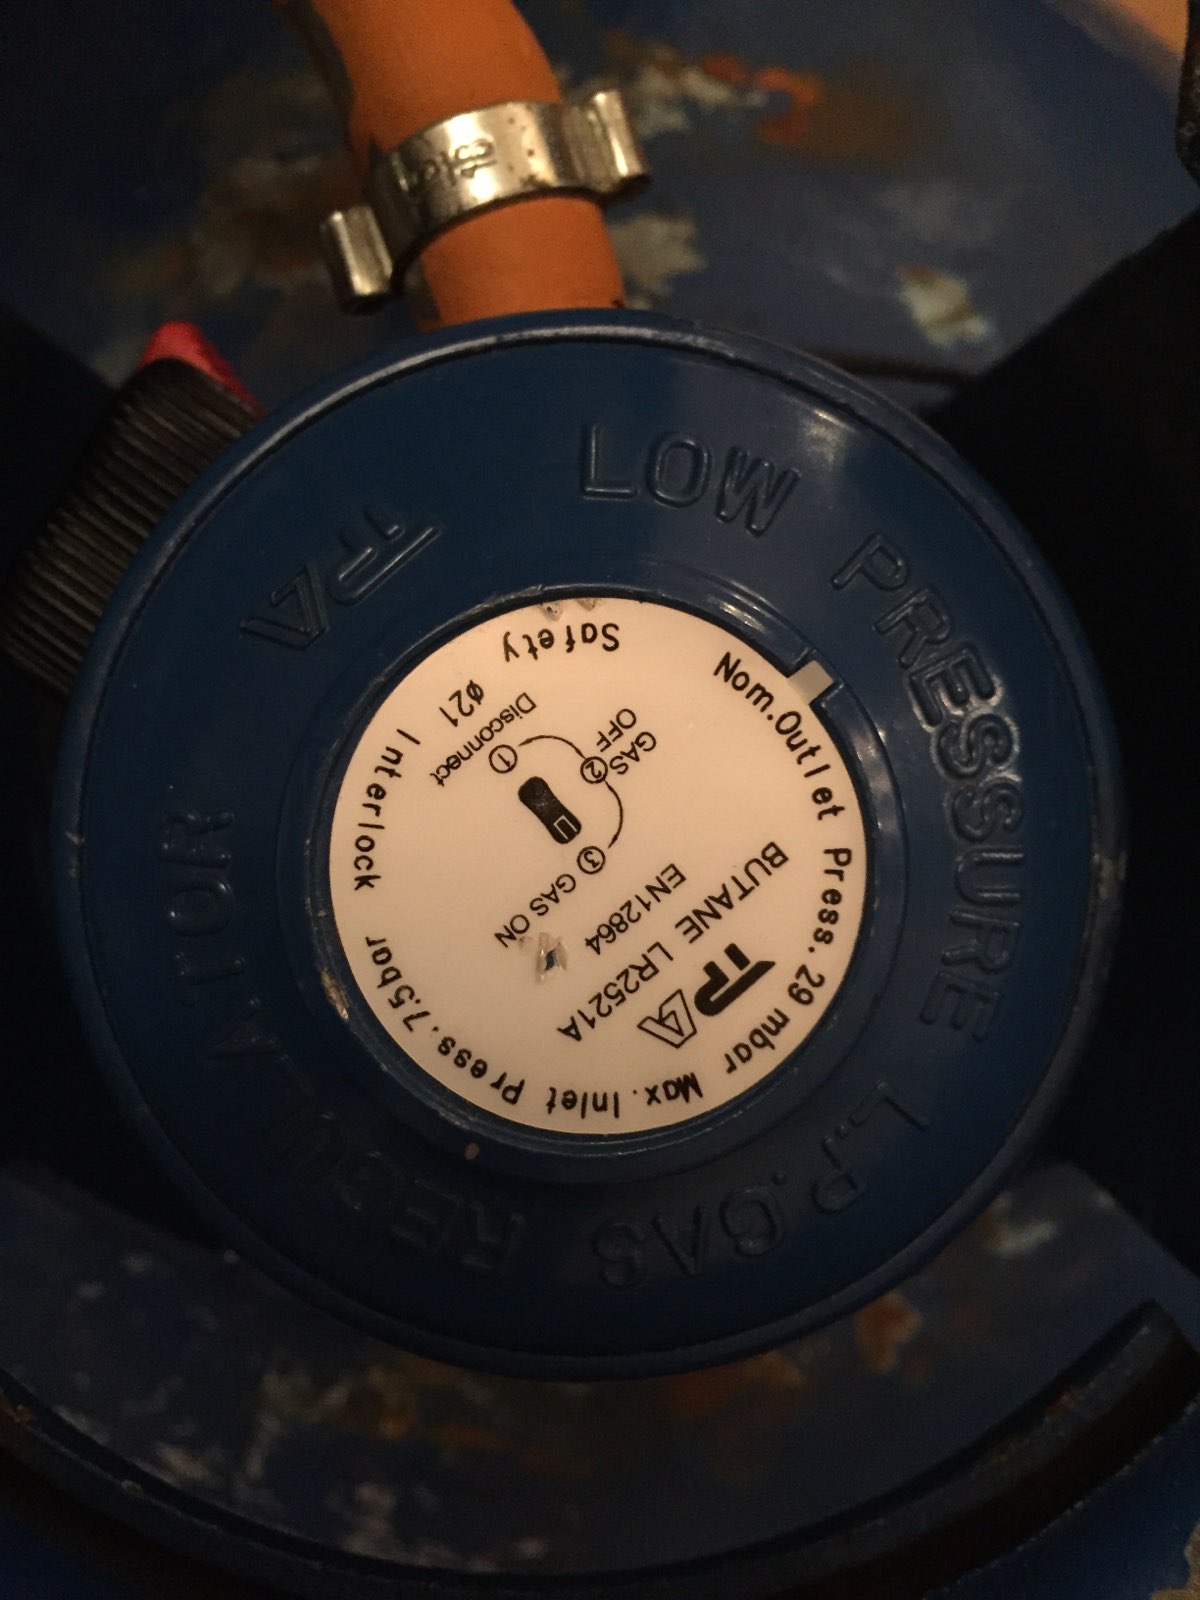 LOW PRESSURE L.P.GAS REGULATOR
TPA
Nom.Outlet Press. 29 mbar Max. Inlet Press. 7.5bar
Ø21 Interlock Safety
TPA
BUTANE LR2521A
EN12864
③ GAS ON
② GAS OFF
① Disconnect